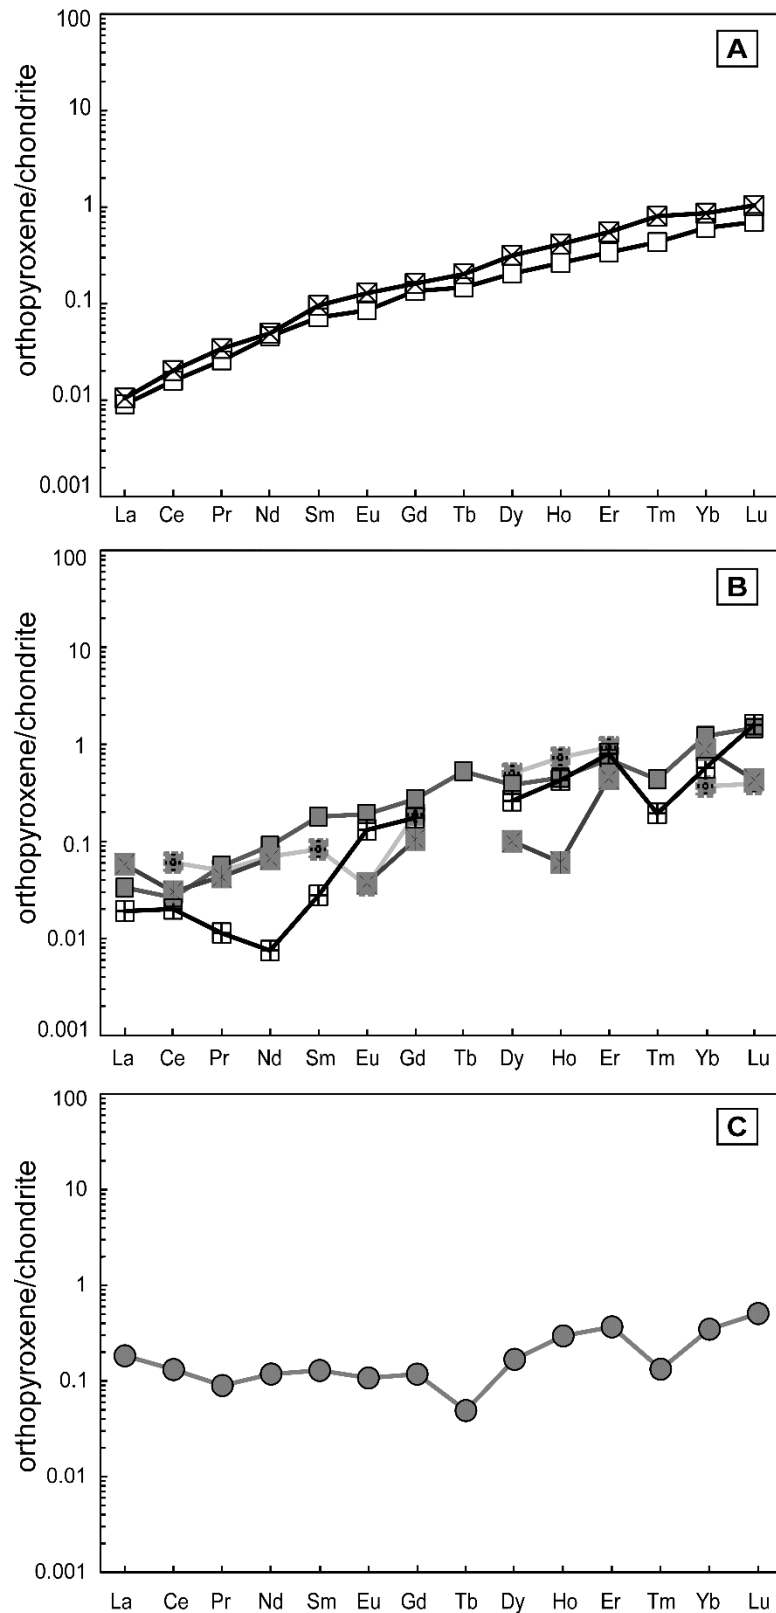 A
orthopyroxene/chondrite
100
10
1
0.1
0.01
0.001
La Ce Pr Nd Sm Eu Gd Tb Dy Ho Er Tm Yb Lu
B
orthopyroxene/chondrite
100
10
1
0.1
0.01
0.001
La Ce Pr Nd Sm Eu Gd Tb Dy Ho Er Tm Yb Lu
C
orthopyroxene/chondrite
100
10
1
0.1
0.01
0.001
La Ce Pr Nd Sm Eu Gd Tb Dy Ho Er Tm Yb Lu